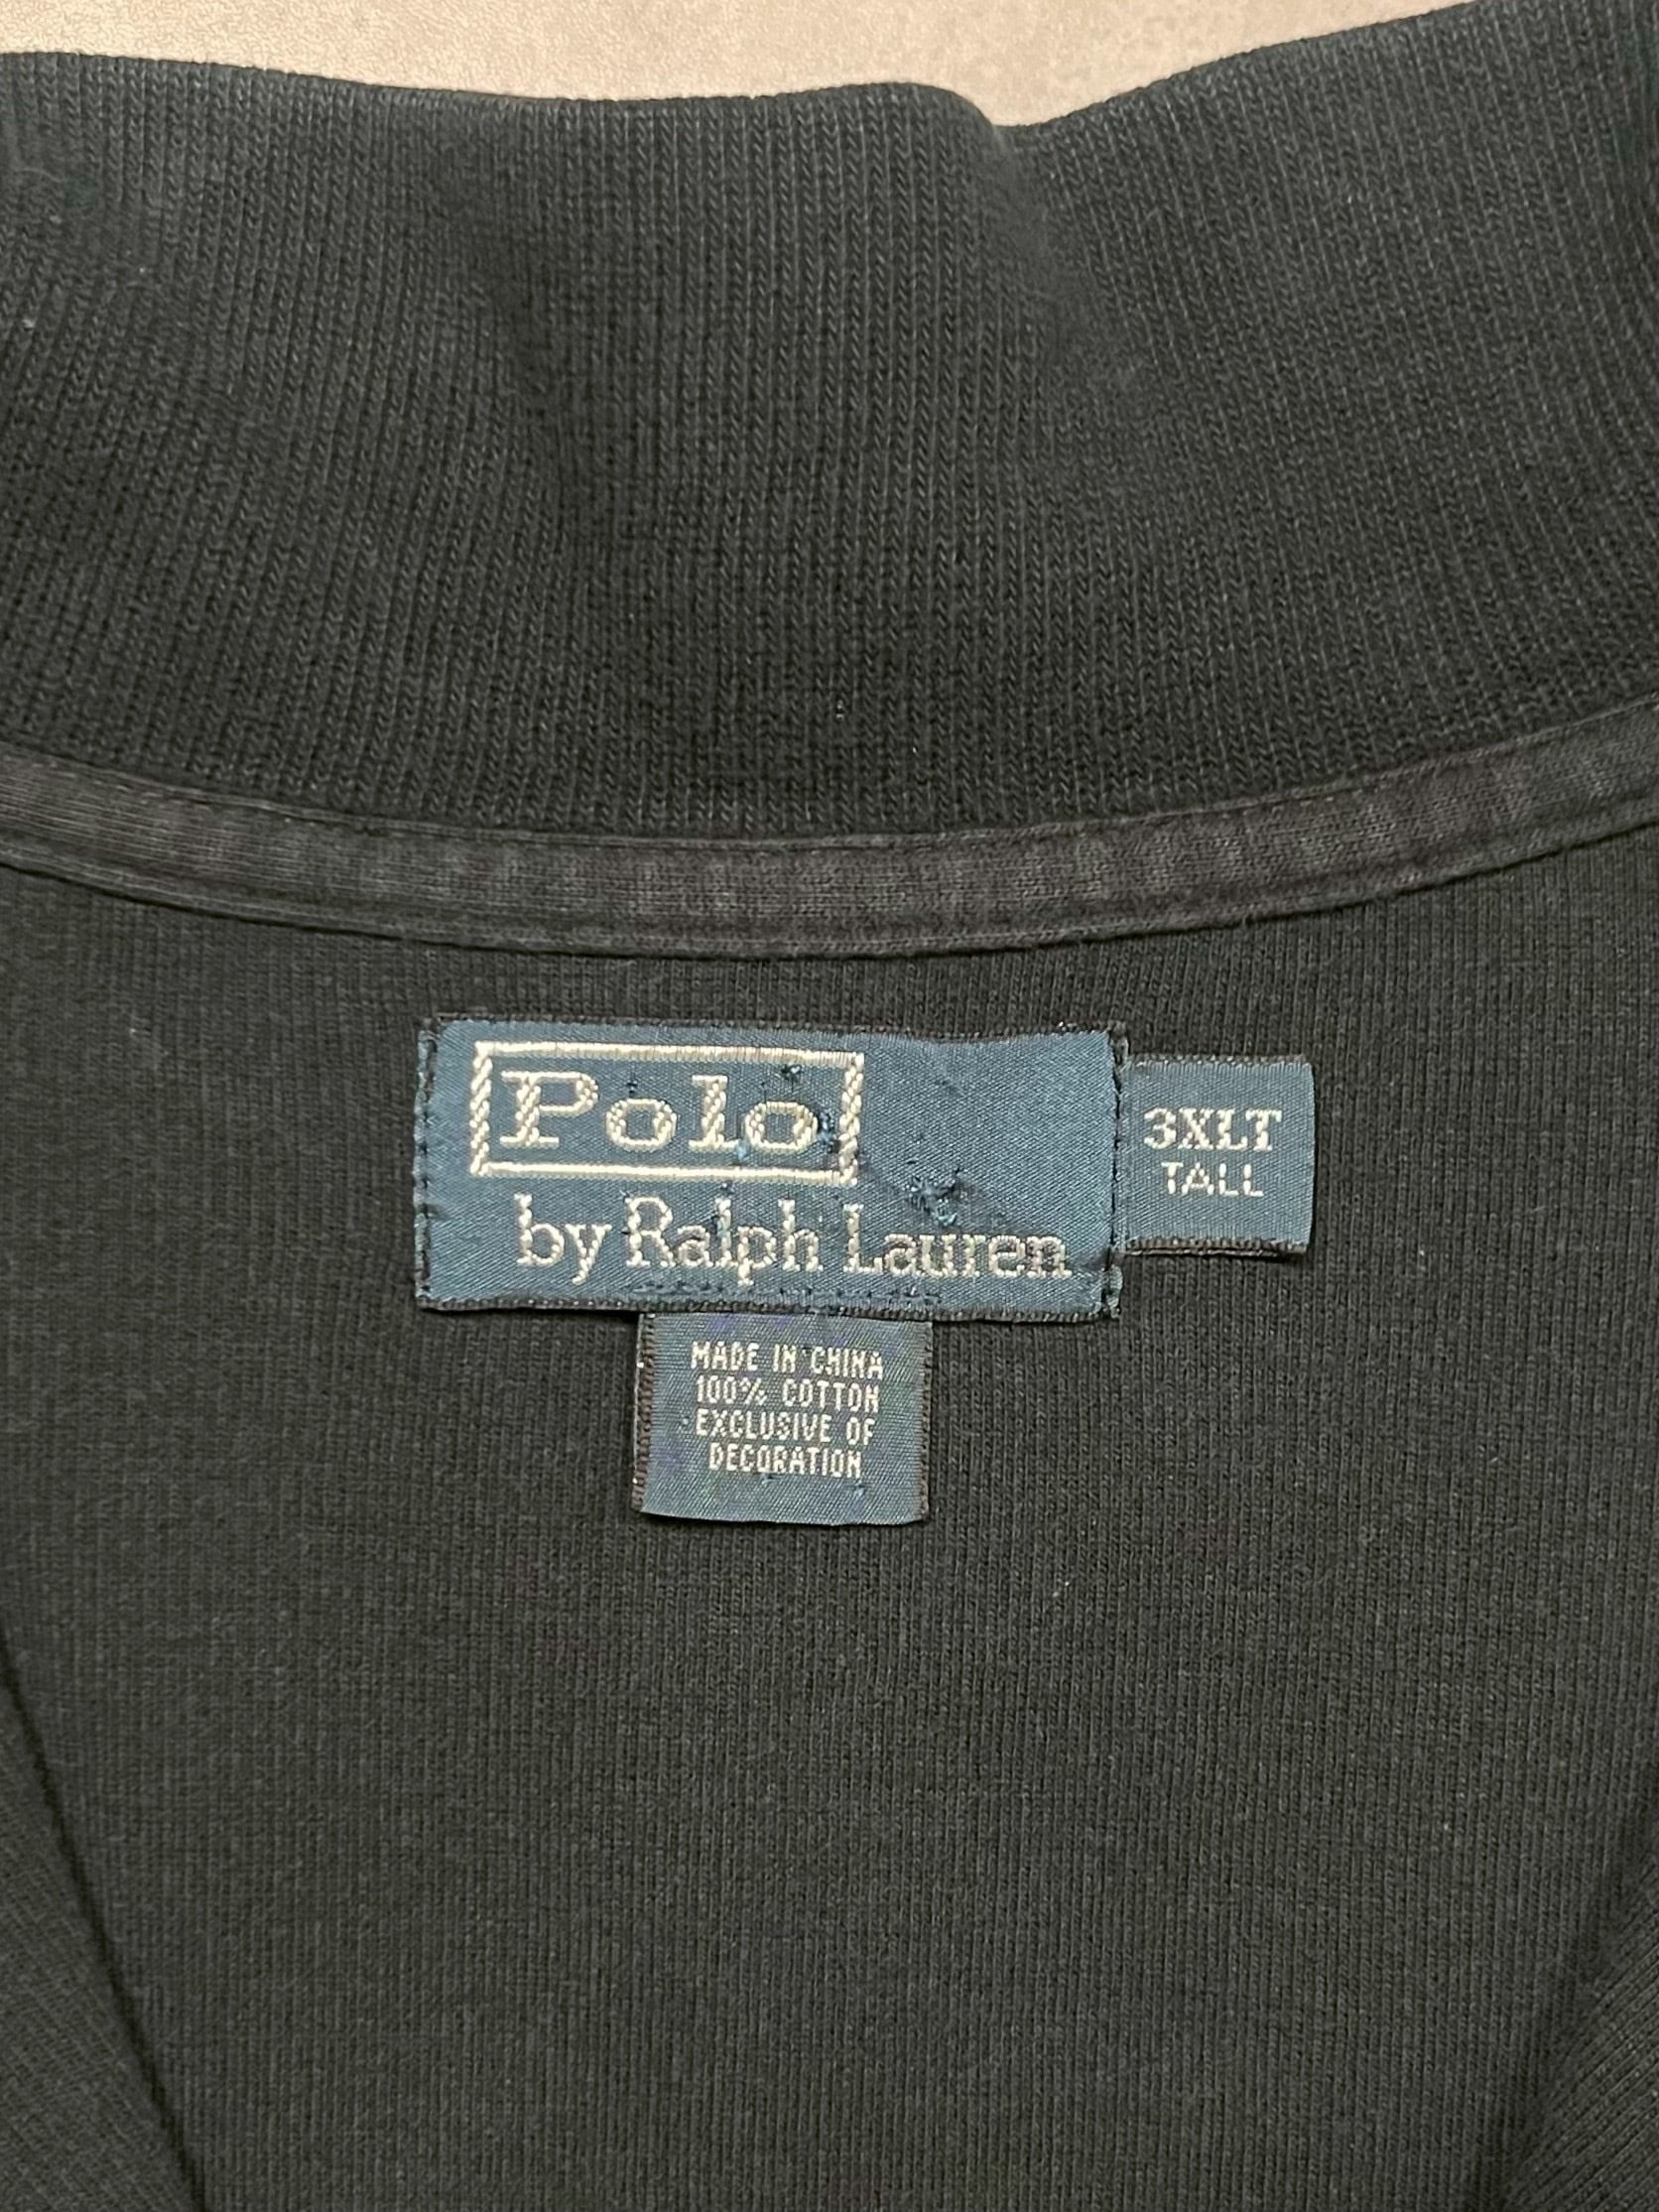 Polo
by Ralph Lauren
3XLT
TALL
MADE IN CHINA
100% COTTON
EXCLUSIVE OF
DECORATION